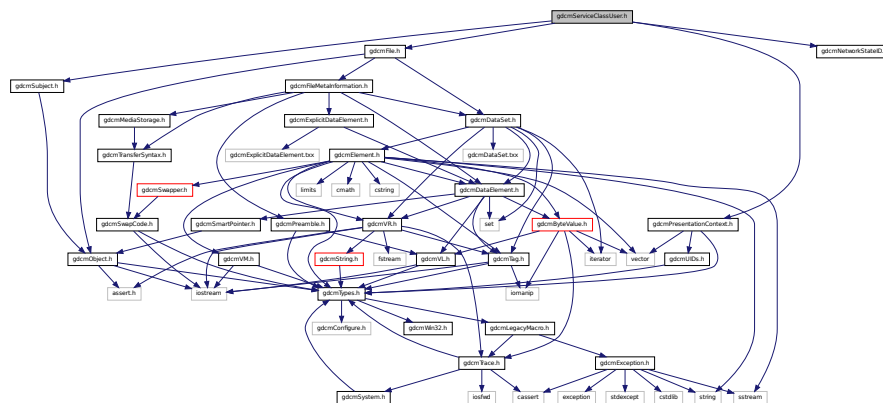 gdcmServiceClassUser.h
gdcmFile.h
gdcmNetworkStateID.
gdcmSubject.h
gdcmFileMetaInformation.h
gdcmMediaStorage.h
gdcmExplicitDataElement.h
gdcmDataSet.h
gdcmTransferSyntax.h
gdcmExplicitDataElement.txx
gdcmElement.h
gdcmDataSet.txx
gdcmSwapper.h
limits
cmath
cstring
gdcmDataElement.h
gdcmSwapCode.h
gdcmSmartPointer.h
gdcmPreamble.h
gdcmVR.h
set
gdcmByteValue.h
gdcmPresentationContext.h
gdcmObject.h
gdcmVM.h
gdcmString.h
fstream
gdcmVL.h
gdcmTag.h
iterator
vector
gdcmUIDs.h
assert.h
iostream
gdcmTypes.h
iomanip
gdcmConfigure.h
gdcmWin32.h
gdcmLegacyMacro.h
gdcmTrace.h
gdcmException.h
gdcmSystem.h
iosfwd
cassert
exception
stdexcept
cstdlib
string
sstream